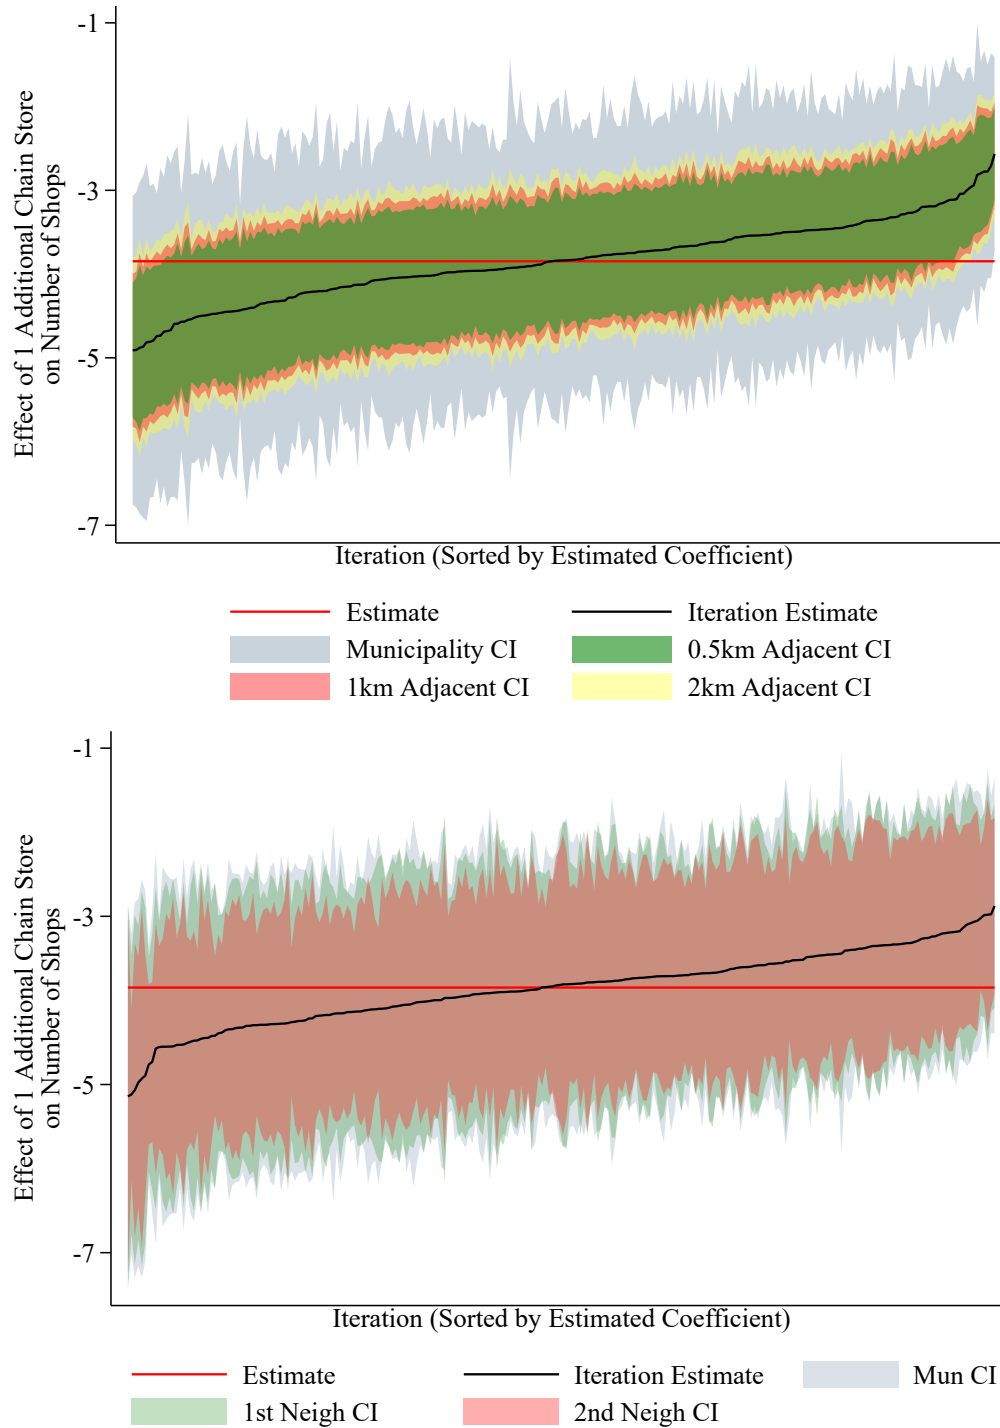 Effect of 1 Additional Chain Store
on Number of Shops
-1
-3
-5
-7
Iteration (Sorted by Estimated Coefficient)
Estimate
Iteration Estimate
Municipality CI
0.5km Adjacent CI
1km Adjacent CI
2km Adjacent CI
Effect of 1 Additional Chain Store
on Number of Shops
-1
-3
-5
-7
Iteration (Sorted by Estimated Coefficient)
Estimate
Iteration Estimate
Mun CI
1st Neigh CI
2nd Neigh CI